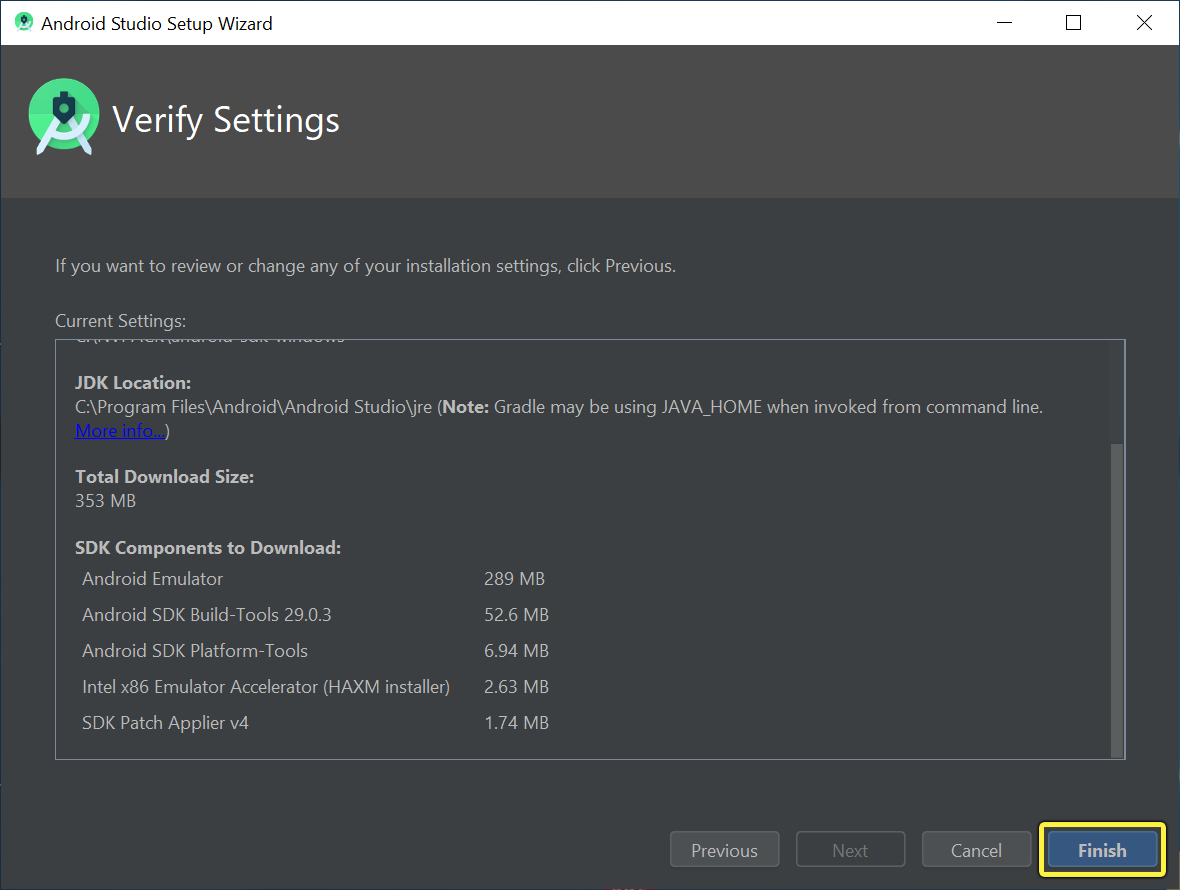 Android Studio Setup Wizard
Verify Settings
If you want to review or change any of your installation settings, click Previous.
Current Settings:
JDK Location:
C:\Program Files\Android\Android Studio\jre (Note: Gradle may be using JAVA_HOME when invoked from command line.
More info...)
Total Download Size:
353 MB
SDK Components to Download:
Android Emulator 289 MB
Android SDK Build-Tools 29.0.3 52.6 MB
Android SDK Platform-Tools 6.94 MB
Intel x86 Emulator Accelerator (HAXM installer) 2.63 MB
SDK Patch Applier v4 1.74 MB
Previous Next Cancel Finish